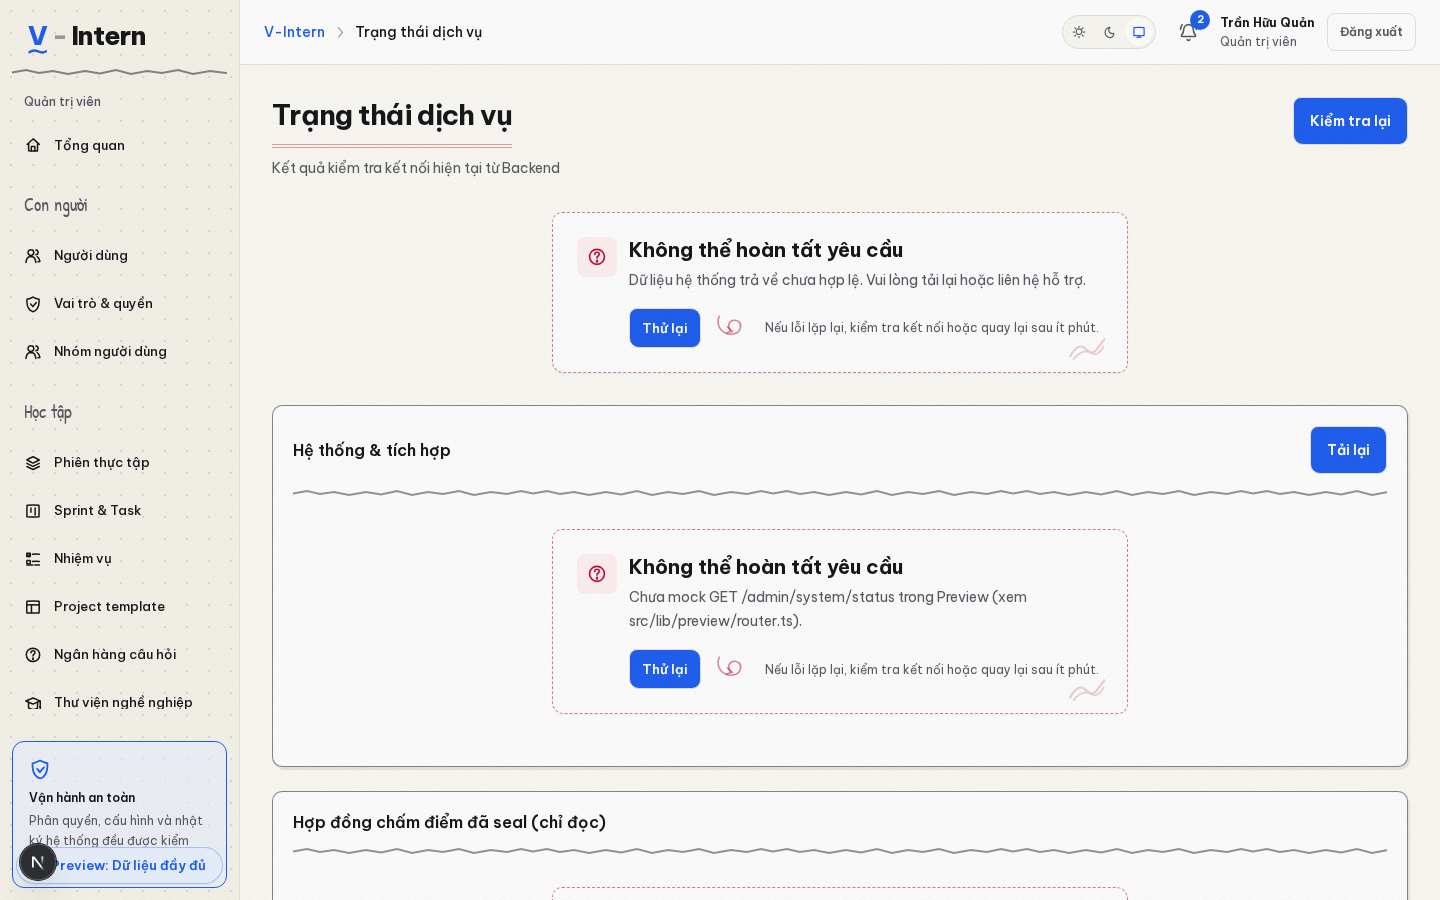 V - Intern
Quản trị viên
Tổng quan
Con người
Người dùng
Vai trò & quyền
Nhóm người dùng
Học tập
Phiên thực tập
Sprint & Task
Nhiệm vụ
Project template
Ngân hàng câu hỏi
Thư viện nghề nghiệp
Vận hành an toàn
Phân quyền, cấu hình và nhật
ký hệ thống đều được kiểm
Preview: Dữ liệu đầy đủ
V-Intern
Trạng thái dịch vụ
2
Trần Hữu Quản
Quản trị viên
Đăng xuất
Trạng thái dịch vụ
Kiểm tra lại
Kết quả kiểm tra kết nối hiện tại từ Backend
Không thể hoàn tất yêu cầu
Dữ liệu hệ thống trả về chưa hợp lệ. Vui lòng tải lại hoặc liên hệ hỗ trợ.
Thử lại
Nếu lỗi lặp lại, kiểm tra kết nối hoặc quay lại sau ít phút.
Hệ thống & tích hợp
Tải lại
Không thể hoàn tất yêu cầu
Chưa mock GET /admin/system/status trong Preview (xem
src/lib/preview/router.ts).
Thử lại
Nếu lỗi lặp lại, kiểm tra kết nối hoặc quay lại sau ít phút.
Hợp đồng chấm điểm đã seal (chỉ đọc)